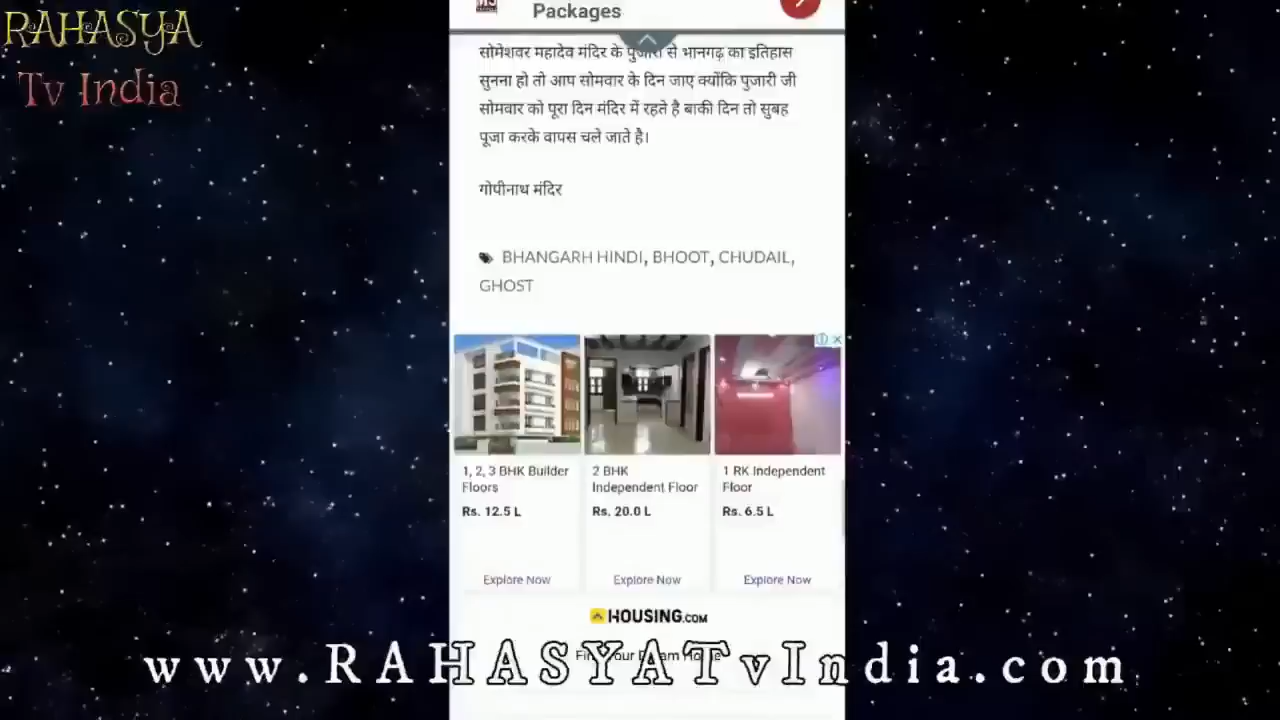 RAHASYA
Tv India
Packages
सोमेशवर महादेव मंदिर के पुजारी से भानगढ़ का इतिहास
सुनना हो तो आप सोमवार के दिन जाए क्योंकि पुजारी जी
सोमवार को पूरा दिन मंदिर में रहते है बाकी दिन तो सुबह
पूजा करके वापस चले जाते है।
गोपीनाथ मंदिर
BHANGARH HINDI, BHOOT, CHUDAIL,
GHOST
1, 2, 3 BHK Builder
Floors
Rs. 12.5 L
Explore Now
2 BHK
Independent Floor
Rs. 20.0 L
Explore Now
1 RK Independent
Floor
Rs. 6.5 L
Explore Now
HOUSING.COM
www.RAHASYATvIndia.com